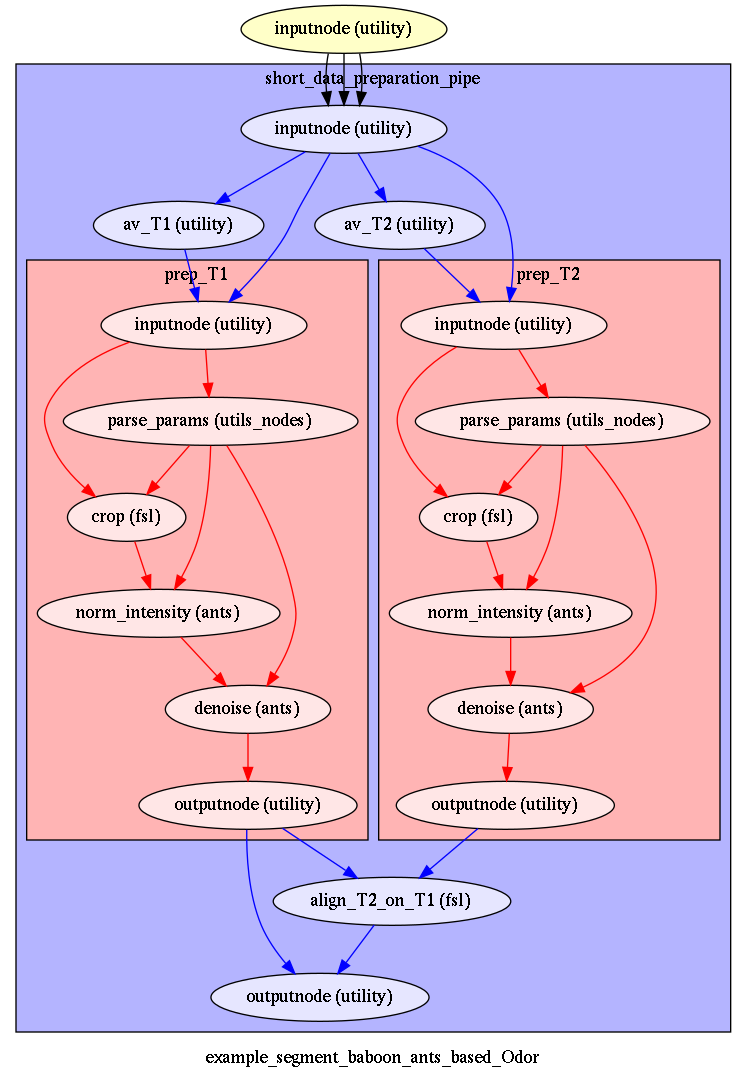 inputnode (utility)
short_data_preparation_pipe
inputnode (utility)
av_T1 (utility)
av_T2 (utility)
prep_T1
prep_T2
inputnode (utility)
inputnode (utility)
parse_params (utils_nodes)
parse_params (utils_nodes)
crop (fsl)
crop (fsl)
norm_intensity (ants)
norm_intensity (ants)
denoise (ants)
denoise (ants)
outputnode (utility)
outputnode (utility)
align_T2_on_T1 (fsl)
outputnode (utility)
example_segment_baboon_ants_based_Odor